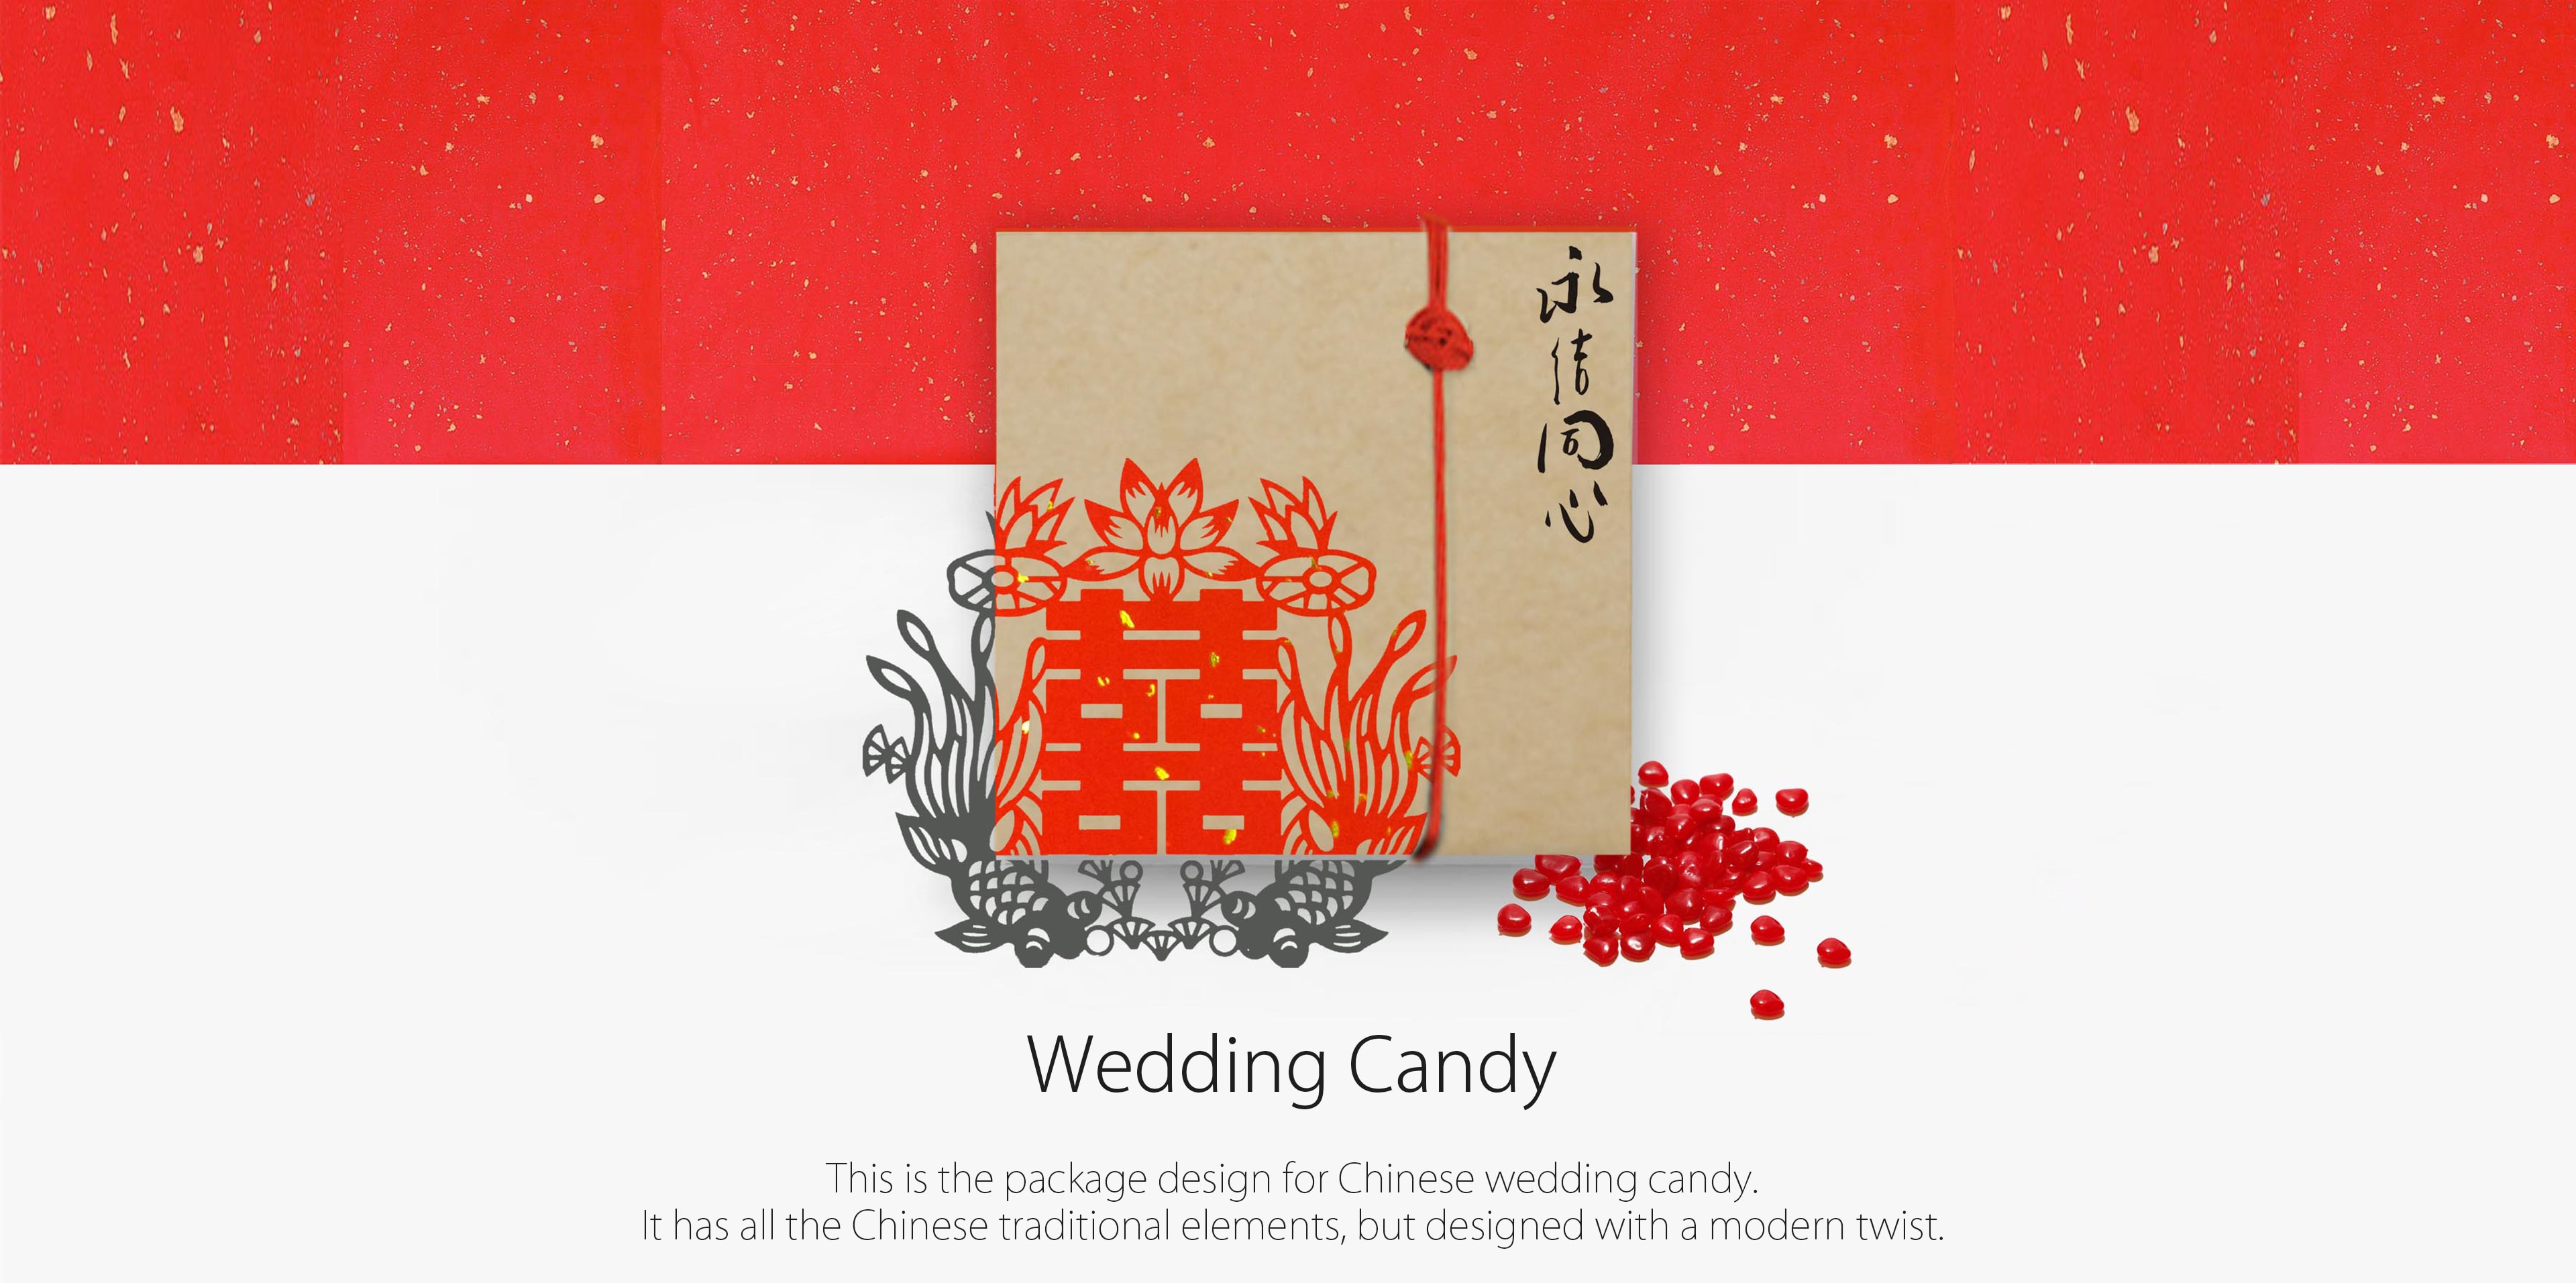 永结同心
囍
Wedding Candy
This is the package design for Chinese wedding candy.
It has all the Chinese traditional elements, but designed with a modern twist.